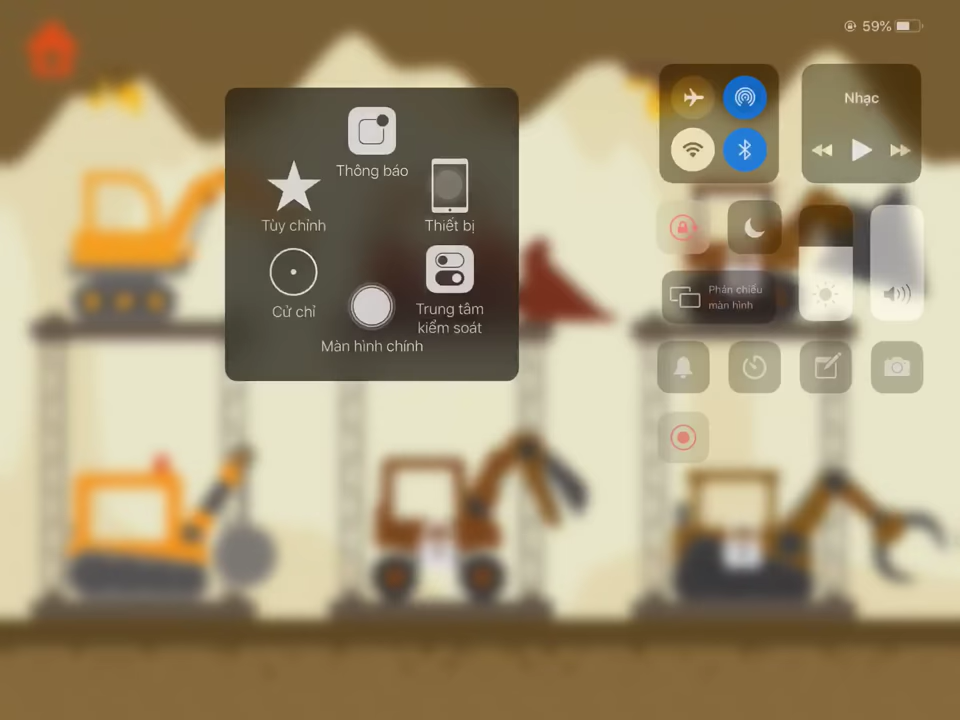 59%
Nhạc
Thông báo
Tùy chỉnh
Thiết bị
Cử chỉ
Trung tâm
kiểm soát
Màn hình chính
Phản chiếu
màn hình